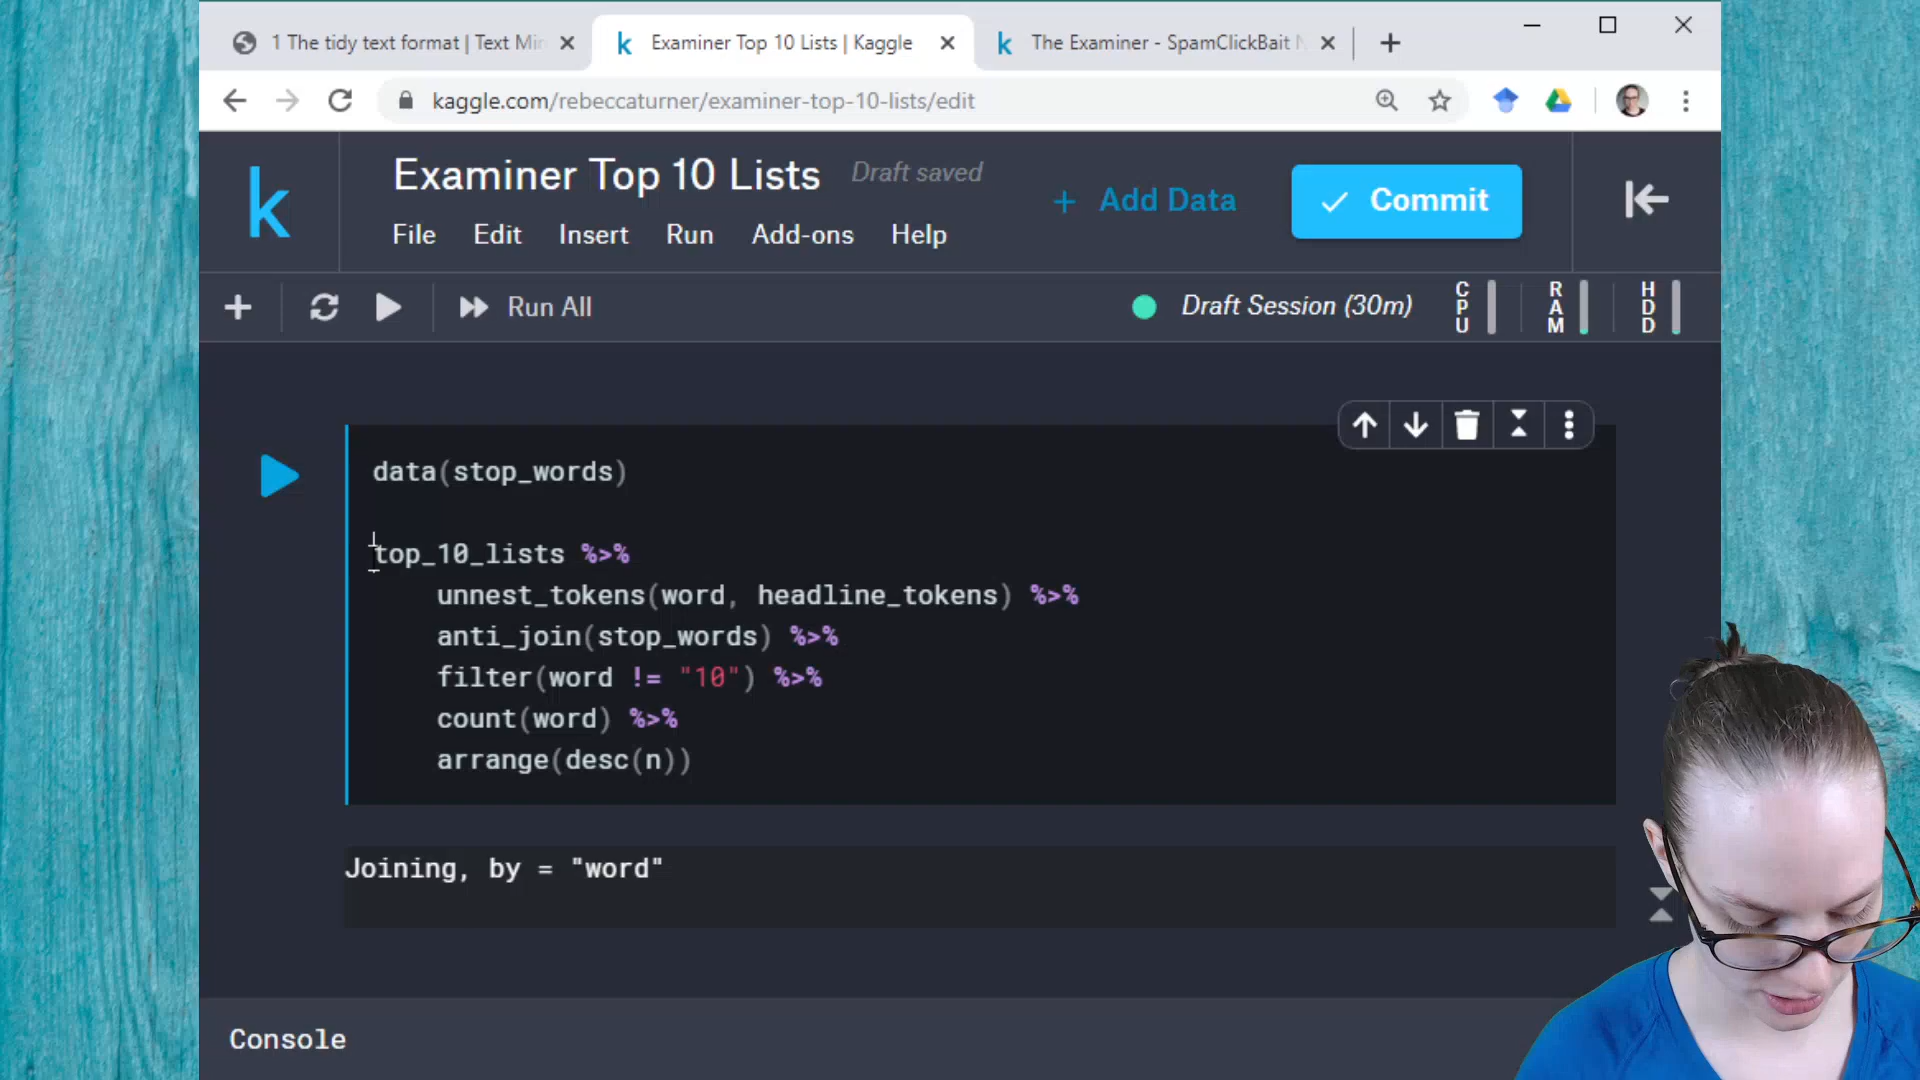 1 The tidy text format | Text Min
Examiner Top 10 Lists | Kaggle
The Examiner - SpamClickBait
kaggle.com/rebeccaturner/examiner-top-10-lists/edit
k
Examiner Top 10 Lists
Draft saved
+ Add Data
Commit
File Edit Insert Run Add-ons Help
Run All
Draft Session (30m)
CPU
RAM
HDD
data(stop_words)
top_10_lists %>%
unnest_tokens(word, headline_tokens) %>%
anti_join(stop_words) %>%
filter(word != "10") %>%
count(word) %>%
arrange(desc(n))
Joining, by = "word"
Console